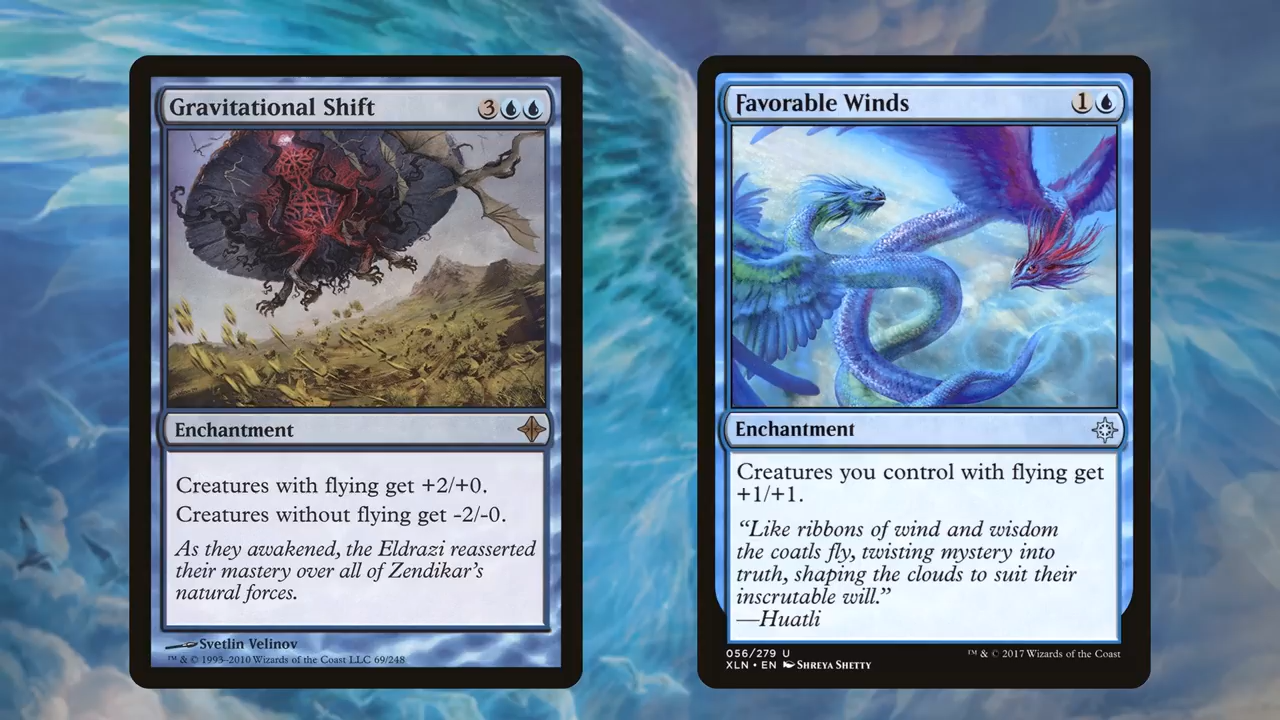 Gravitational Shift
3
Enchantment
Creatures with flying get +2/+0.
Creatures without flying get -2/-0.
As they awakened, the Eldrazi reasserted
their mastery over all of Zendikar's
natural forces.
Svetlin Velinov
™ & © 1993–2010 Wizards of the Coast LLC 69/248
Favorable Winds
1
Enchantment
Creatures you control with flying get
+1/+1.
“Like ribbons of wind and wisdom
the coatls fly, twisting mystery into
truth, shaping the clouds to suit their
inscrutable will.”
—Huatli
056/279 U
XLN • EN Shreya Shetty
™ & © 2017 Wizards of the Coast